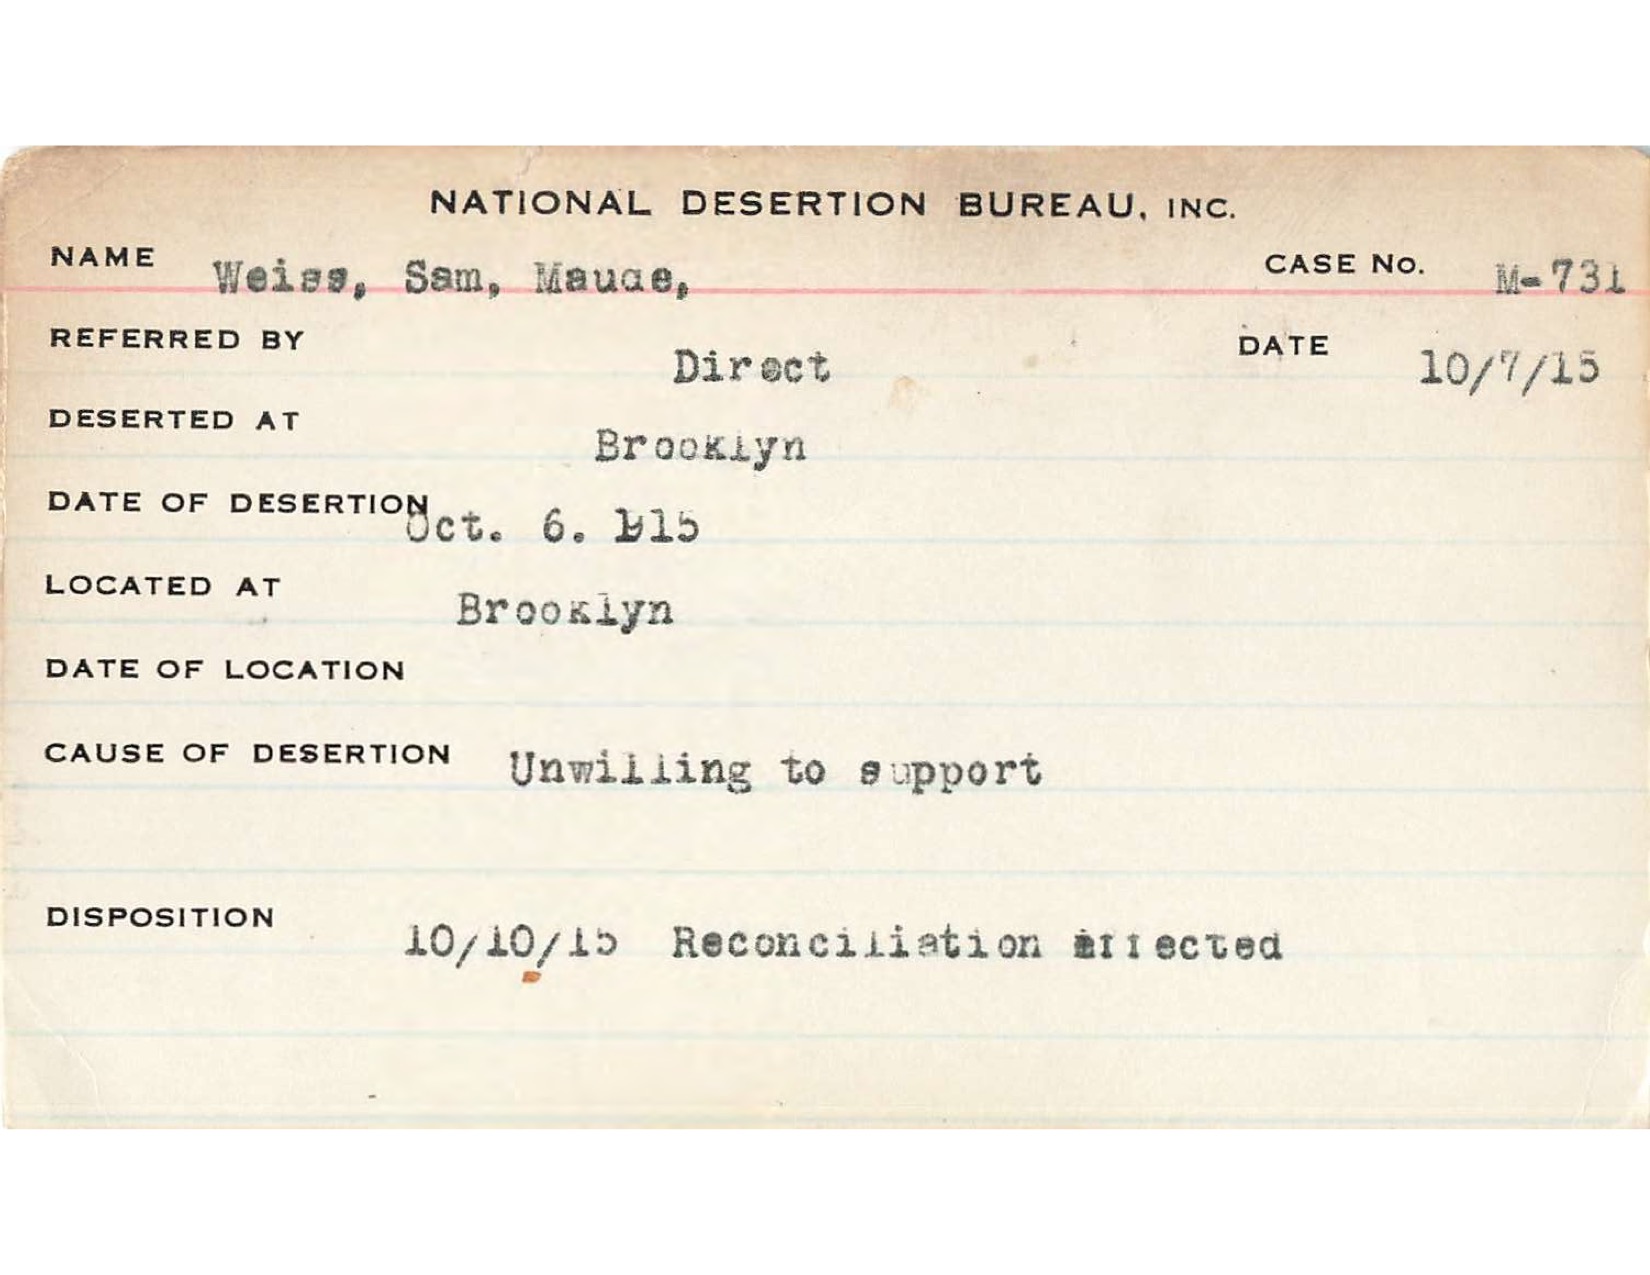 NATIONAL DESERTION BUREAU, INC.
NAME Weiss, Sam, Maude, CASE No. M-731
REFERRED BY Direct DATE 10/7/15
DESERTED AT Brooklyn
DATE OF DESERTION Oct. 6. 1915
LOCATED AT Brooklyn
DATE OF LOCATION
CAUSE OF DESERTION Unwilling to support
DISPOSITION 10/10/15 Reconciliation effected